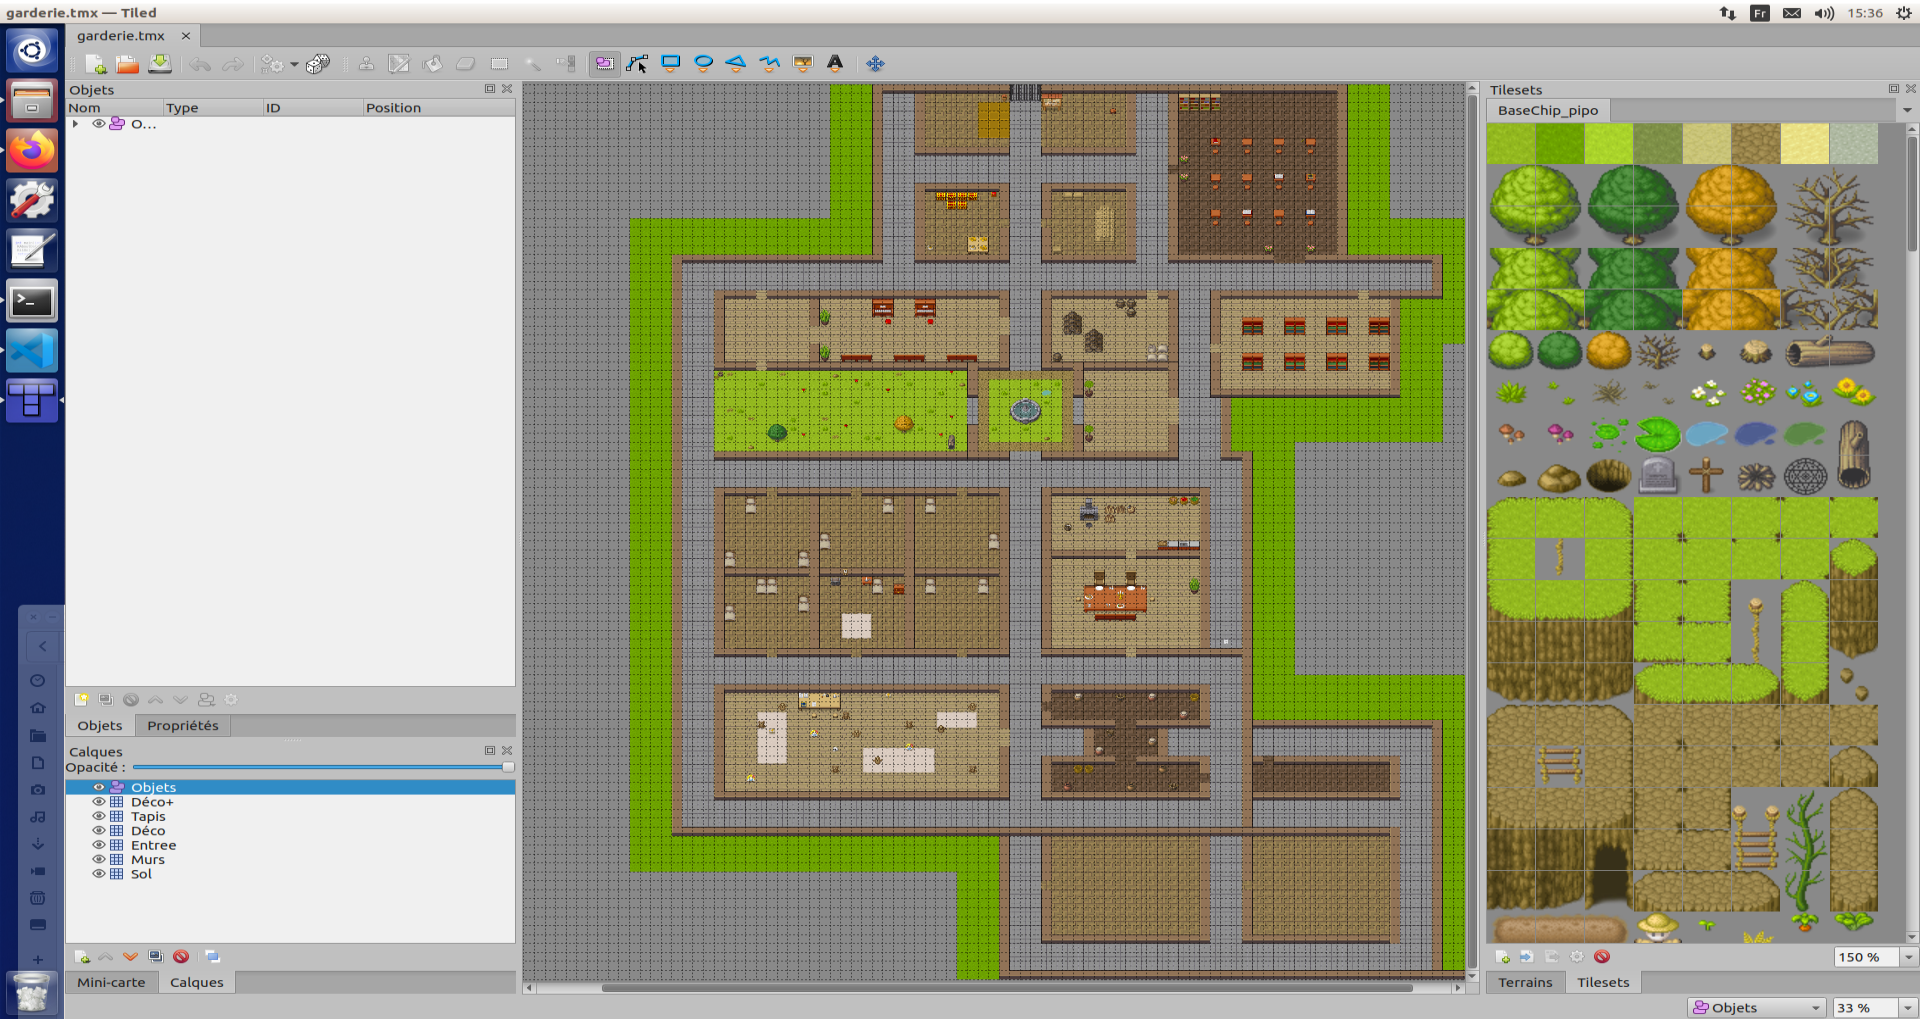 garderie.tmx — Tiled
Fr
15:36
garderie.tmx
Objets
Nom Type ID Position
O...
Objets Propriétés
Calques
Opacité :
Objets
Déco+
Tapis
Déco
Entree
Murs
Sol
Mini-carte Calques
Tilesets
BaseChip_pipo
150 %
Terrains Tilesets
Objets 33 %